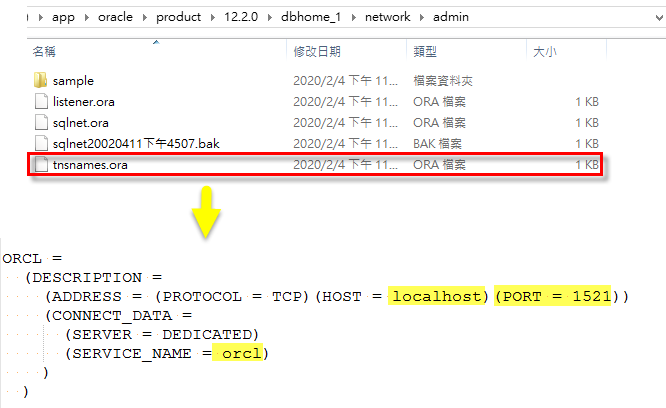 app › oracle › product › 12.2.0 › dbhome_1 › network › admin
名稱 修改日期 類型 大小
sample 2020/2/4 下午 11... 檔案資料夾
listener.ora 2020/2/4 下午 11... ORA 檔案 1 KB
sqlnet.ora 2020/2/4 下午 11... ORA 檔案 1 KB
sqlnet20020411下午4507.bak 2020/2/4 下午 11... BAK 檔案 1 KB
tnsnames.ora 2020/2/4 下午 11... ORA 檔案 1 KB
ORCL =
(DESCRIPTION =
(ADDRESS = (PROTOCOL = TCP)(HOST = localhost)(PORT = 1521))
(CONNECT_DATA =
(SERVER = DEDICATED)
(SERVICE_NAME = orcl)
)
)